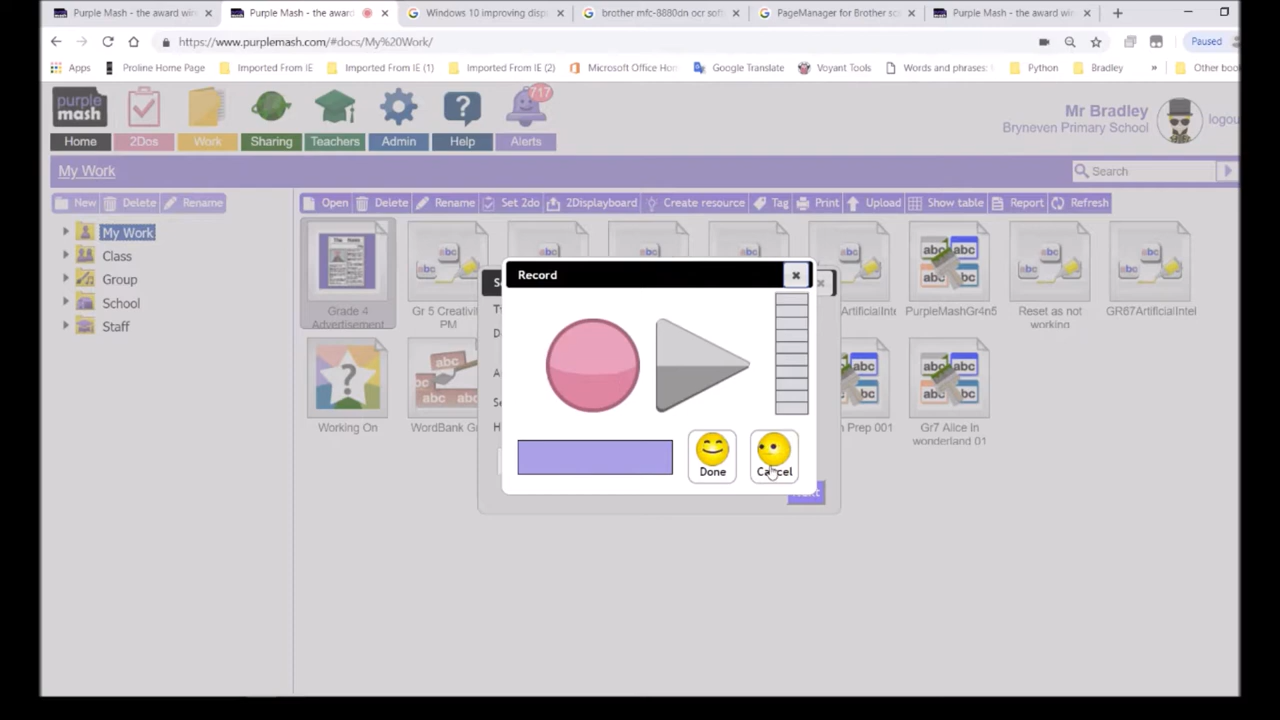 Purple Mash - the award win
Purple Mash - the award
Windows 10 improving disp
brother mfc-8880dn ocr soft
PageManager for Brother sc
Purple Mash - the award win
https://www.purplemash.com/#docs/My%20Work/
Paused
Apps
Proline Home Page
Imported From IE
Imported From IE (1)
Imported From IE (2)
Microsoft Office Hom
Google Translate
Voyant Tools
Words and phrases:
Python
Bradley
»
Other book
purple
mash
?
717
Home
2Dos
Work
Sharing
Teachers
Admin
Help
Alerts
Mr Bradley
Bryneven Primary School
logou
My Work
Search
New
Delete
Rename
Open
Delete
Rename
Set 2do
2Displayboard
Create resource
Tag
Print
Upload
Show table
Report
Refresh
My Work
Class
Group
School
Staff
Grade 4
Advertisement
Gr 5 Creativi
PM
ArtificialInte
PurpleMashGr4n5
Reset as not
working
GR67ArtificialIntel
Working On
WordBank Gr
n Prep 001
Gr7 Alice In
wonderland 01
Record
Done
Cancel